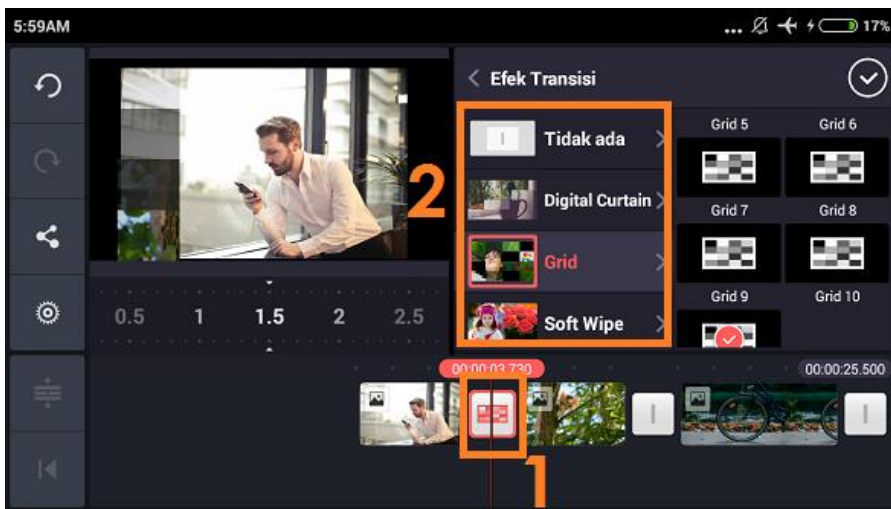 5:59AM
... 17%
Efek Transisi
Tidak ada
Digital Curtain
Grid
Soft Wipe
Grid 5 Grid 6
Grid 7 Grid 8
Grid 9 Grid 10
2
0.5 1 1.5 2 2.5
00:00:03.730
00:00:25.500
1